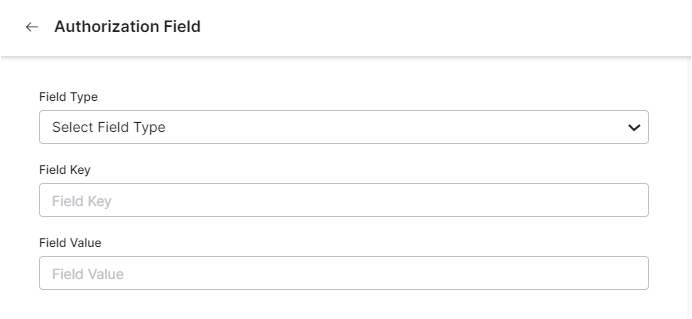 Authorization Field
Field Type
Select Field Type
Field Key
Field Key
Field Value
Field Value